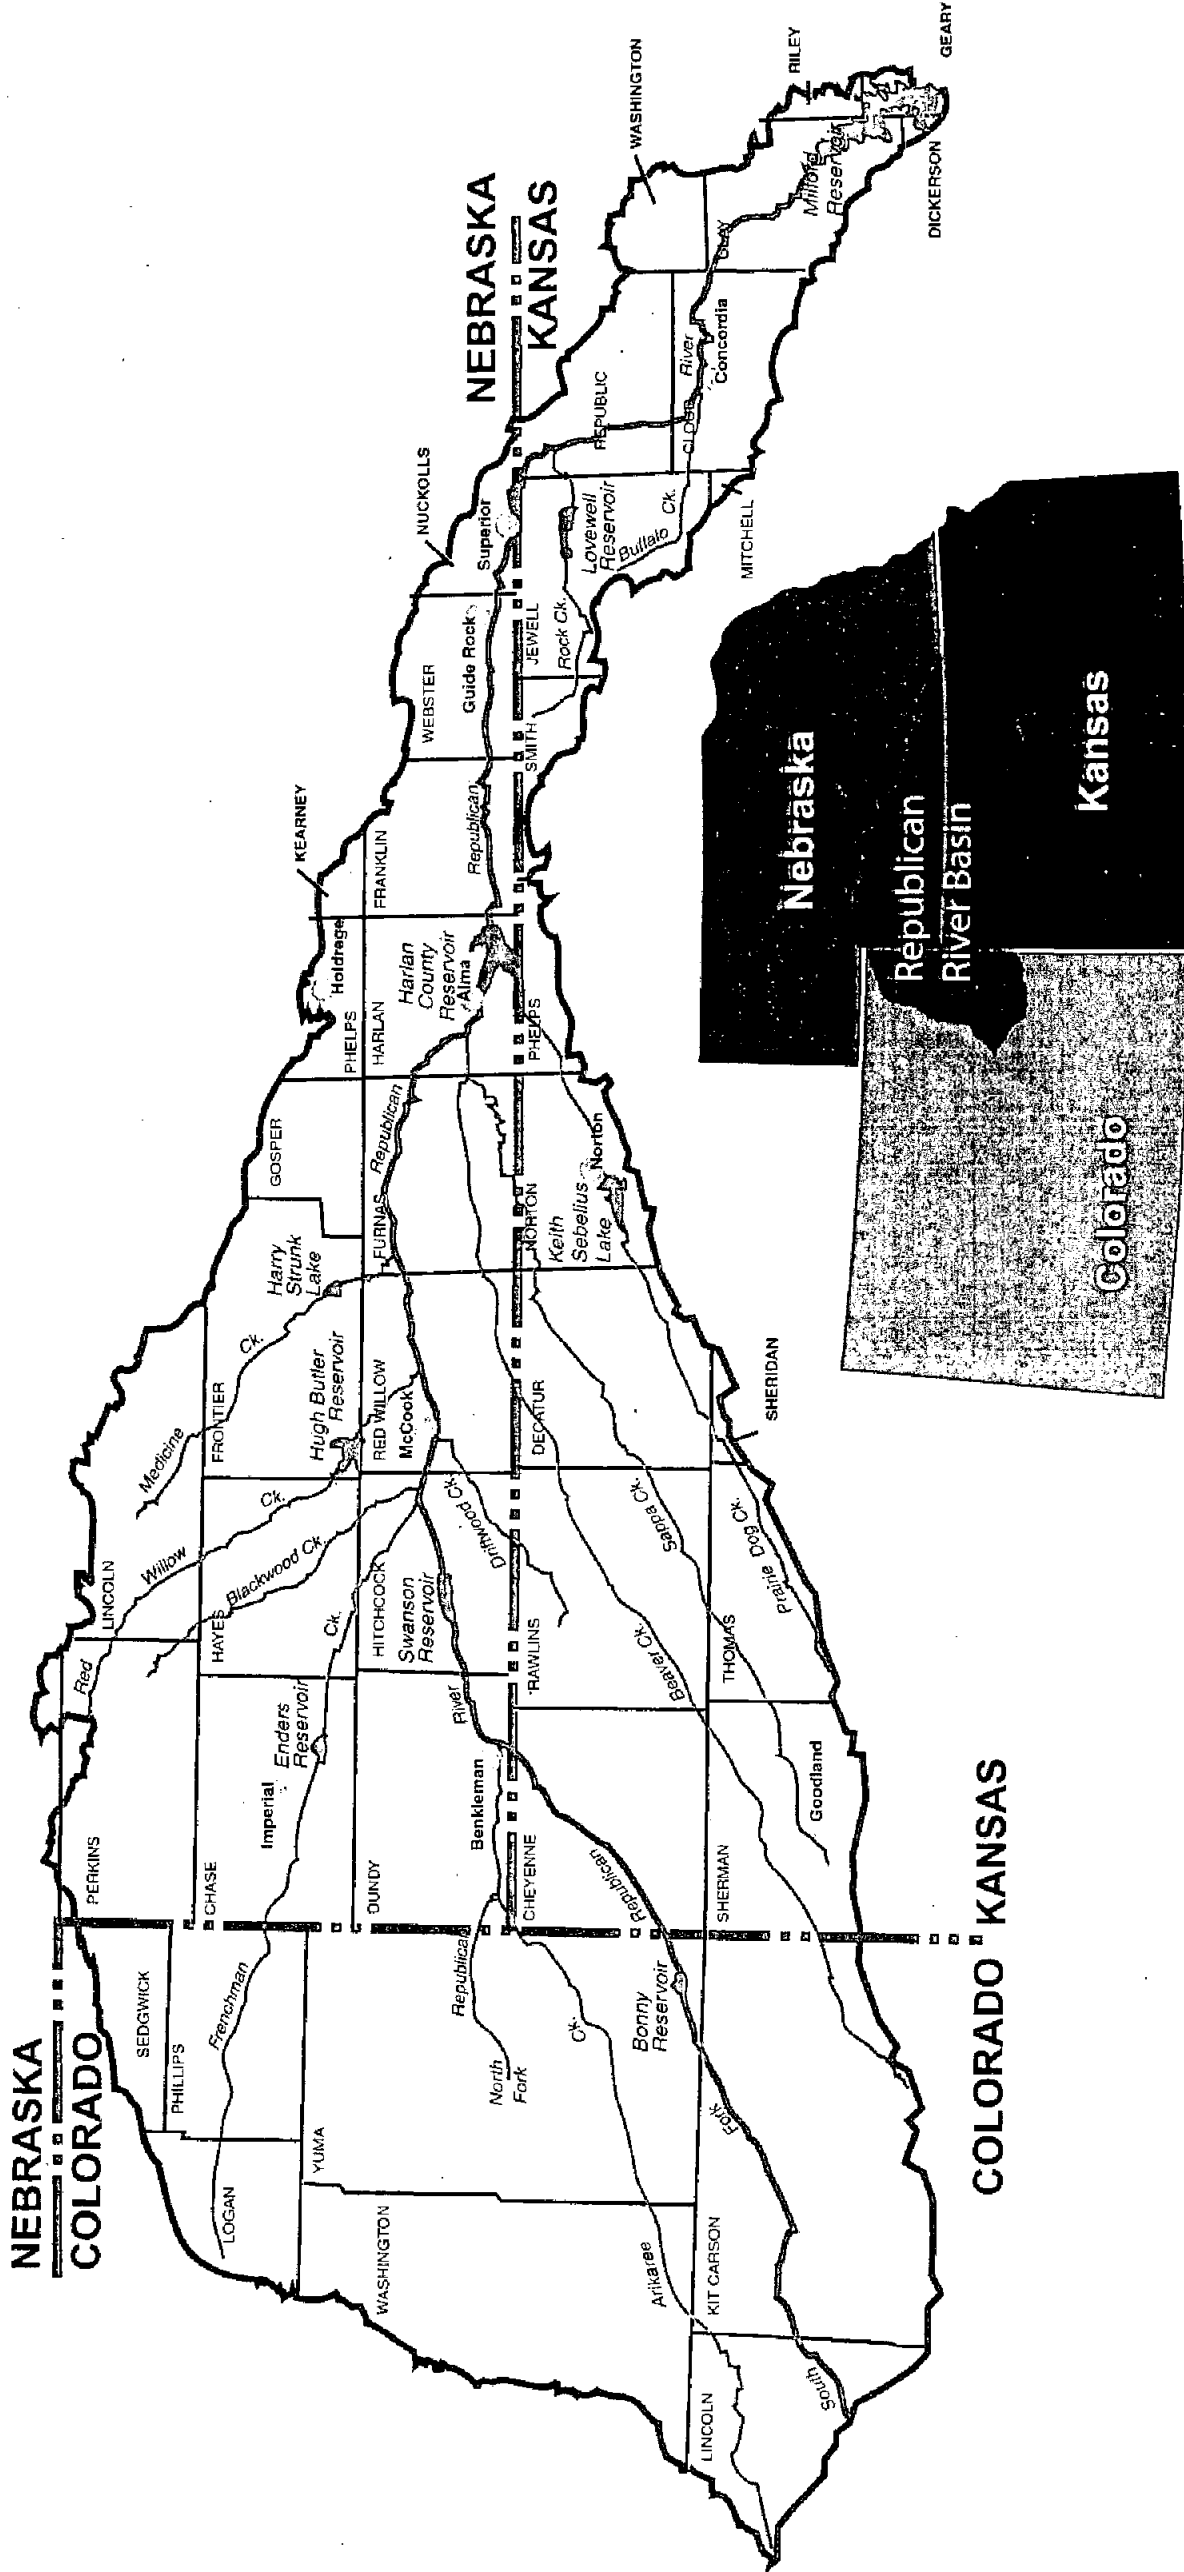 NEBRASKA
COLORADO
NEBRASKA
KANSAS
COLORADO KANSAS
SEDGWICK
PHILLIPS
LOGAN
YUMA
WASHINGTON
KIT CARSON
LINCOLN
Frenchman
Ck.
North
Fork
Republican
Arikaree
Ck.
Bonny
Reservoir
South
Fork
Republican
PERKINS
CHASE
DUNDY
Imperial
Enders
Reservoir
Benkleman
River
CHEYENNE
SHERMAN
Goodland
LINCOLN
HAYES
HITCHCOCK
Red
Willow
Ck.
Blackwood Ck.
Swanson
Reservoir
Driftwood Ck.
RAWLINS
THOMAS
Beaver Ck.
Sappa Ck.
Prairie Dog Ck.
Medicine
Ck.
FRONTIER
Hugh Butler
Reservoir
RED WILLOW
McCook
DECATUR
SHERIDAN
Harry
Strunk
Lake
GOSPER
FURNAS
Republican
NORTON
Keith
Sebelius
Lake
Norton
PHELPS
Holdrage
HARLAN
Harlan
County
Reservoir
Alma
PHELPS
KEARNEY
FRANKLIN
Republican
WEBSTER
Guide Rock
SMITH
NUCKOLLS
Superior
JEWELL
Rock Ck.
Lovewell
Reservoir
Buffalo
Ck.
MITCHELL
REPUBLIC
CLOUD
River
Concordia
WASHINGTON
CLAY
RILEY
Milford
Reservoir
DICKERSON
GEARY
Nebraska
Republican
River Basin
Kansas
Colorado